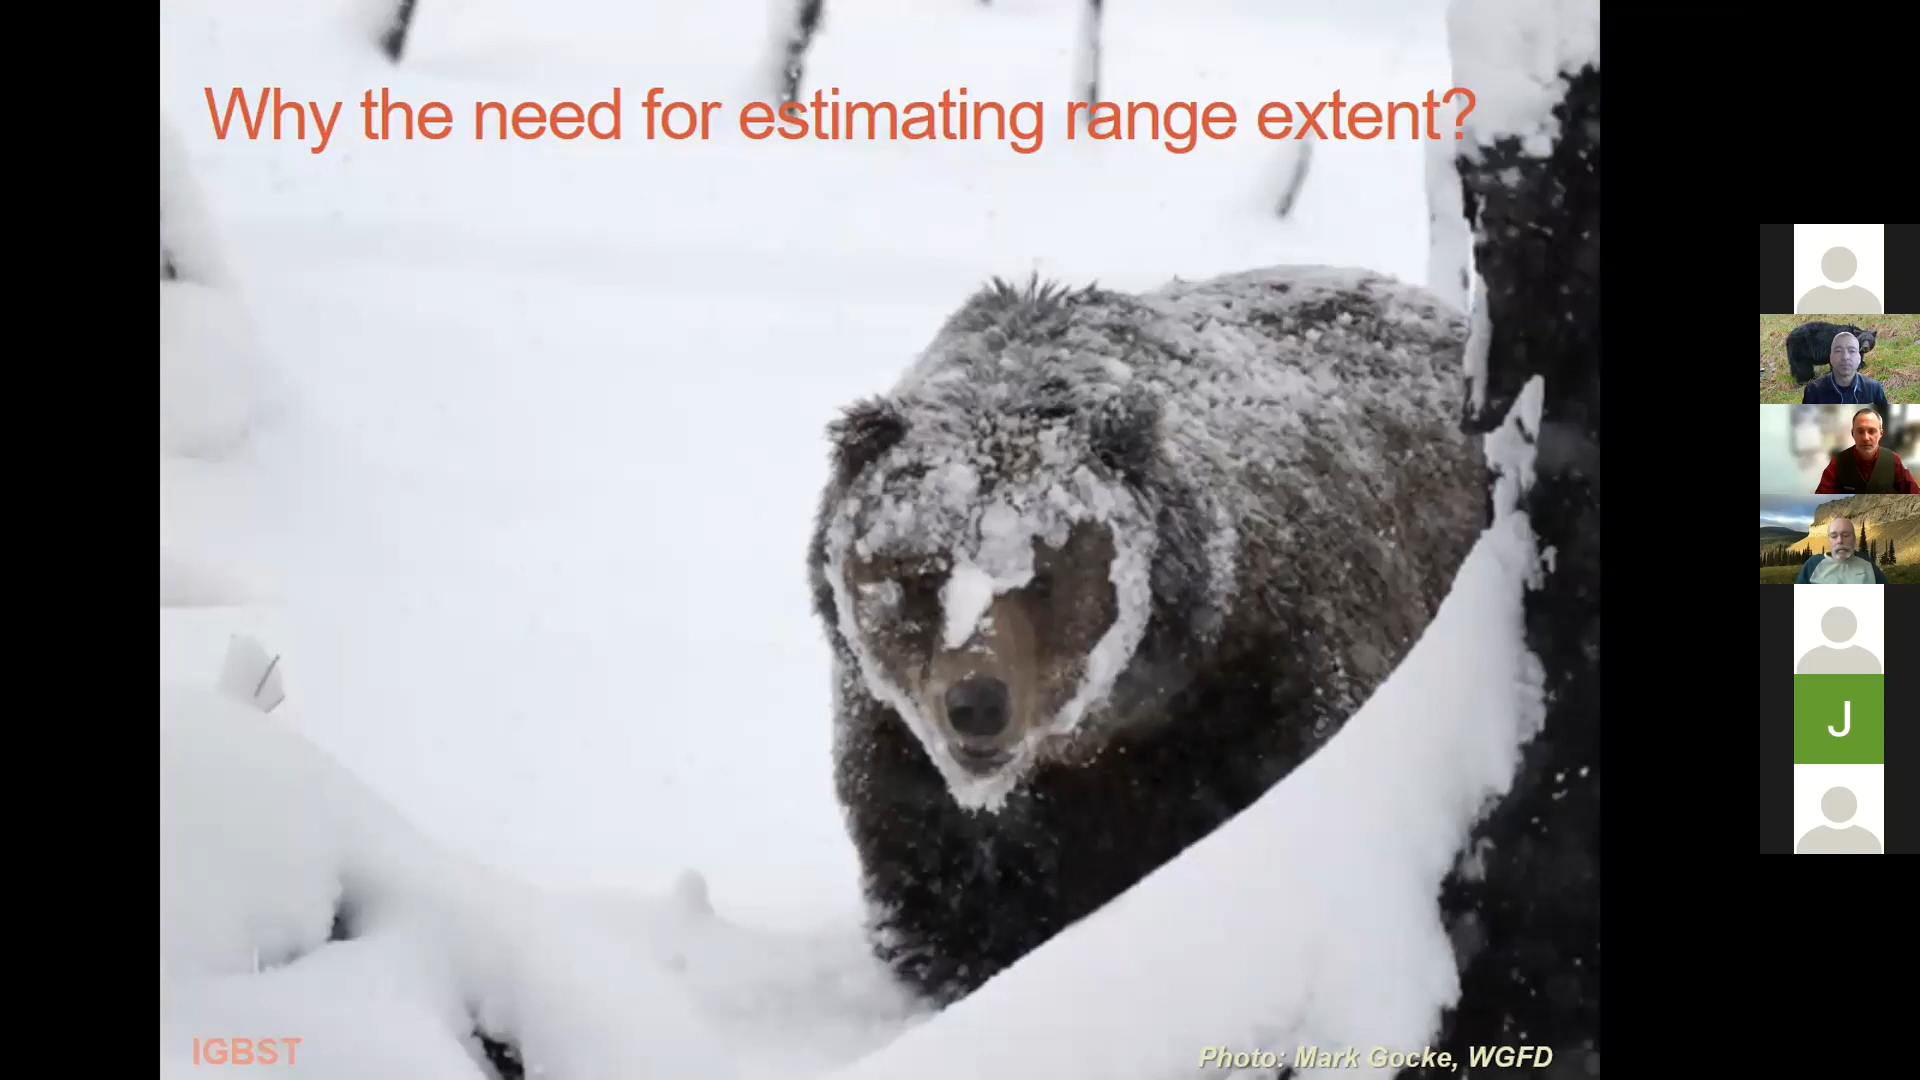 Why the need for estimating range extent?
J
IGBST
Photo: Mark Gocke, WGFD